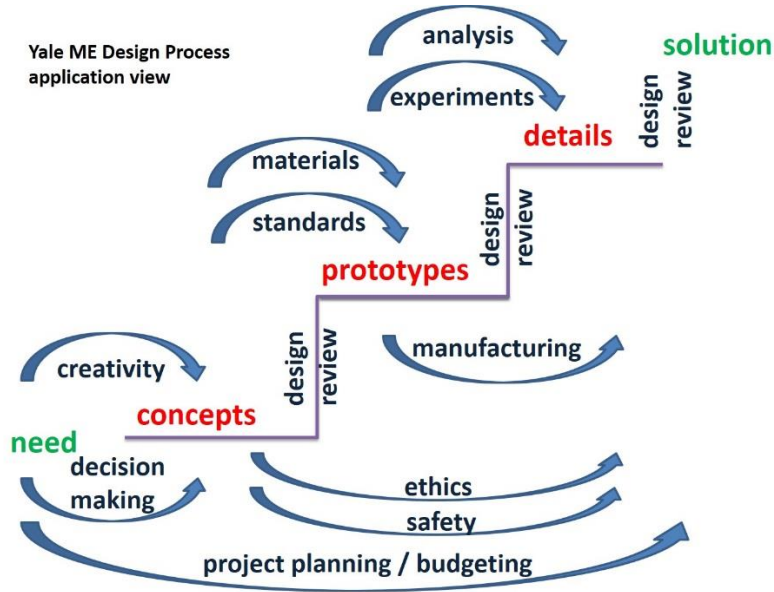 Yale ME Design Process
application view
analysis
solution
experiments
design
review
details
materials
standards
design
review
prototypes
manufacturing
creativity
design
review
concepts
need
decision
making
ethics
safety
project planning / budgeting